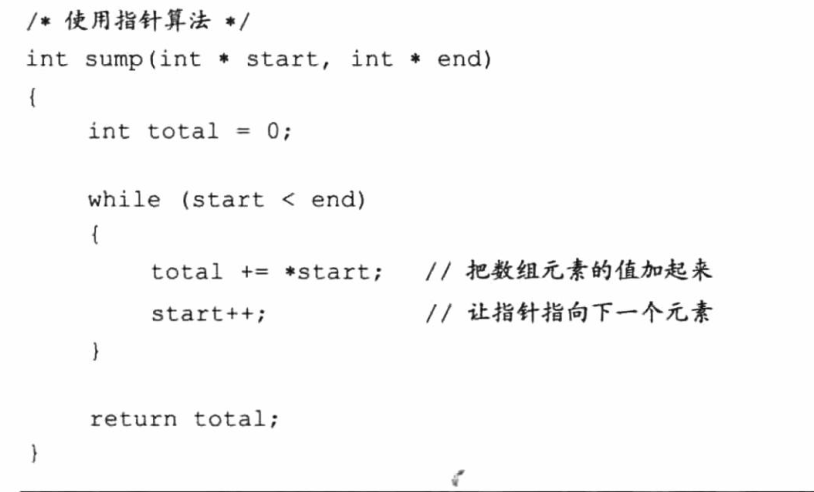 /* 使用指针算法 */
int sump(int * start, int * end)
{
    int total = 0;
    while (start < end)
    {
        total += *start;   // 把数组元素的值加起来
        start++;           // 让指针指向下一个元素
    }
    return total;
}